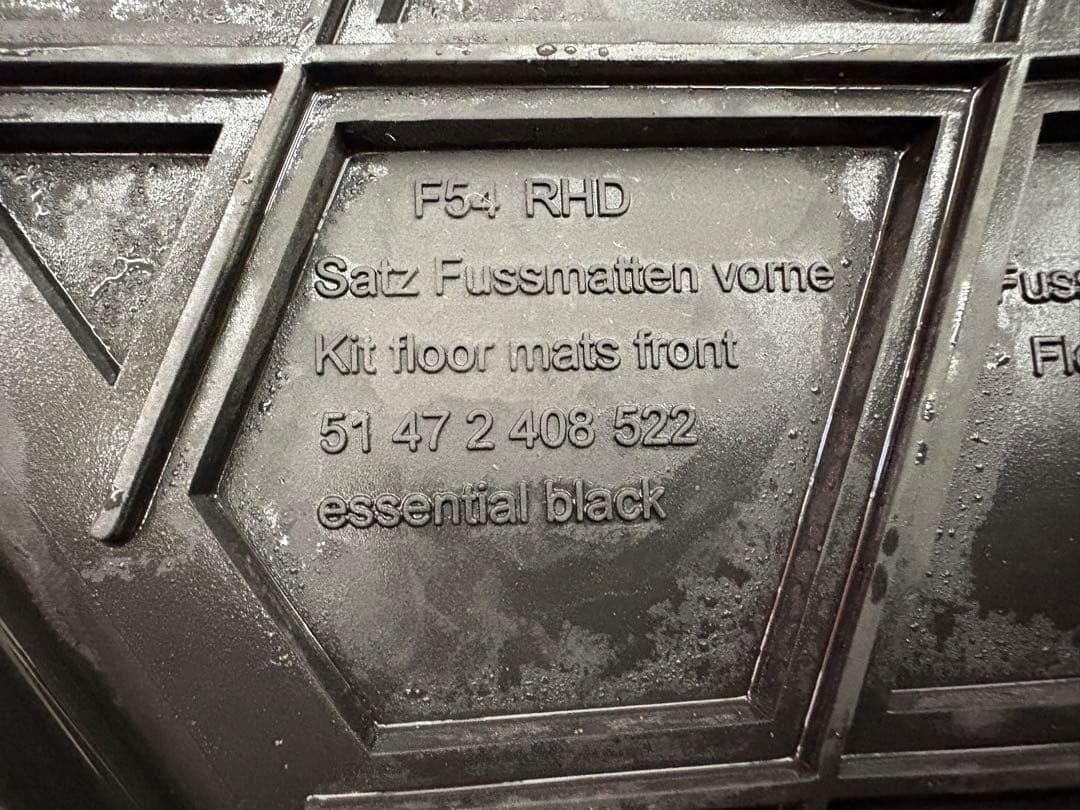 F54 RHD
Satz Fussmatten vorne
Kit floor mats front
51 47 2 408 522
essential black